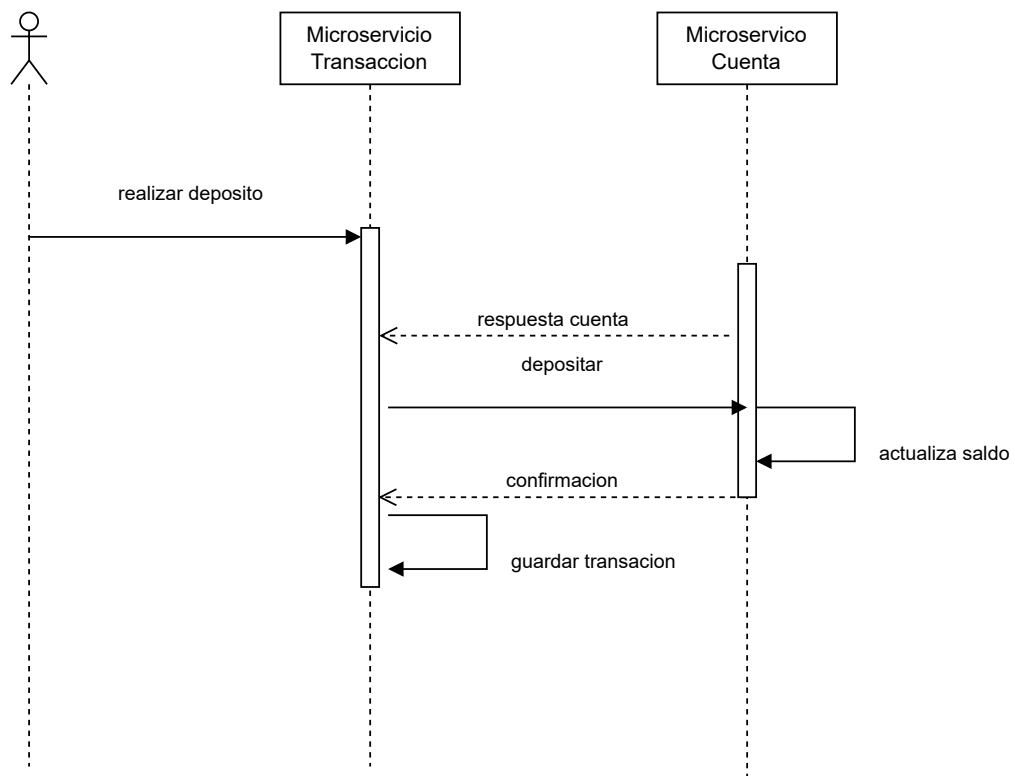 Microservicio
Transaccion
Microservico
Cuenta
realizar deposito
respuesta cuenta
depositar
actualiza saldo
confirmacion
guardar transacion